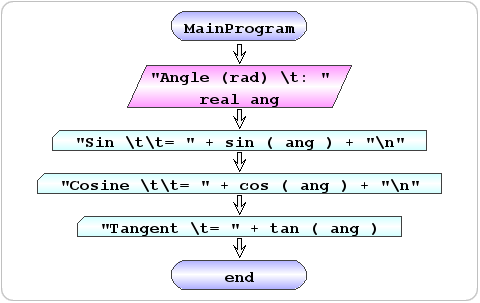 MainProgram
"Angle (rad) \t: "
real ang
"Sin \t\t= " + sin ( ang ) + "\n"
"Cosine \t\t= " + cos ( ang ) + "\n"
"Tangent \t= " + tan ( ang )
end